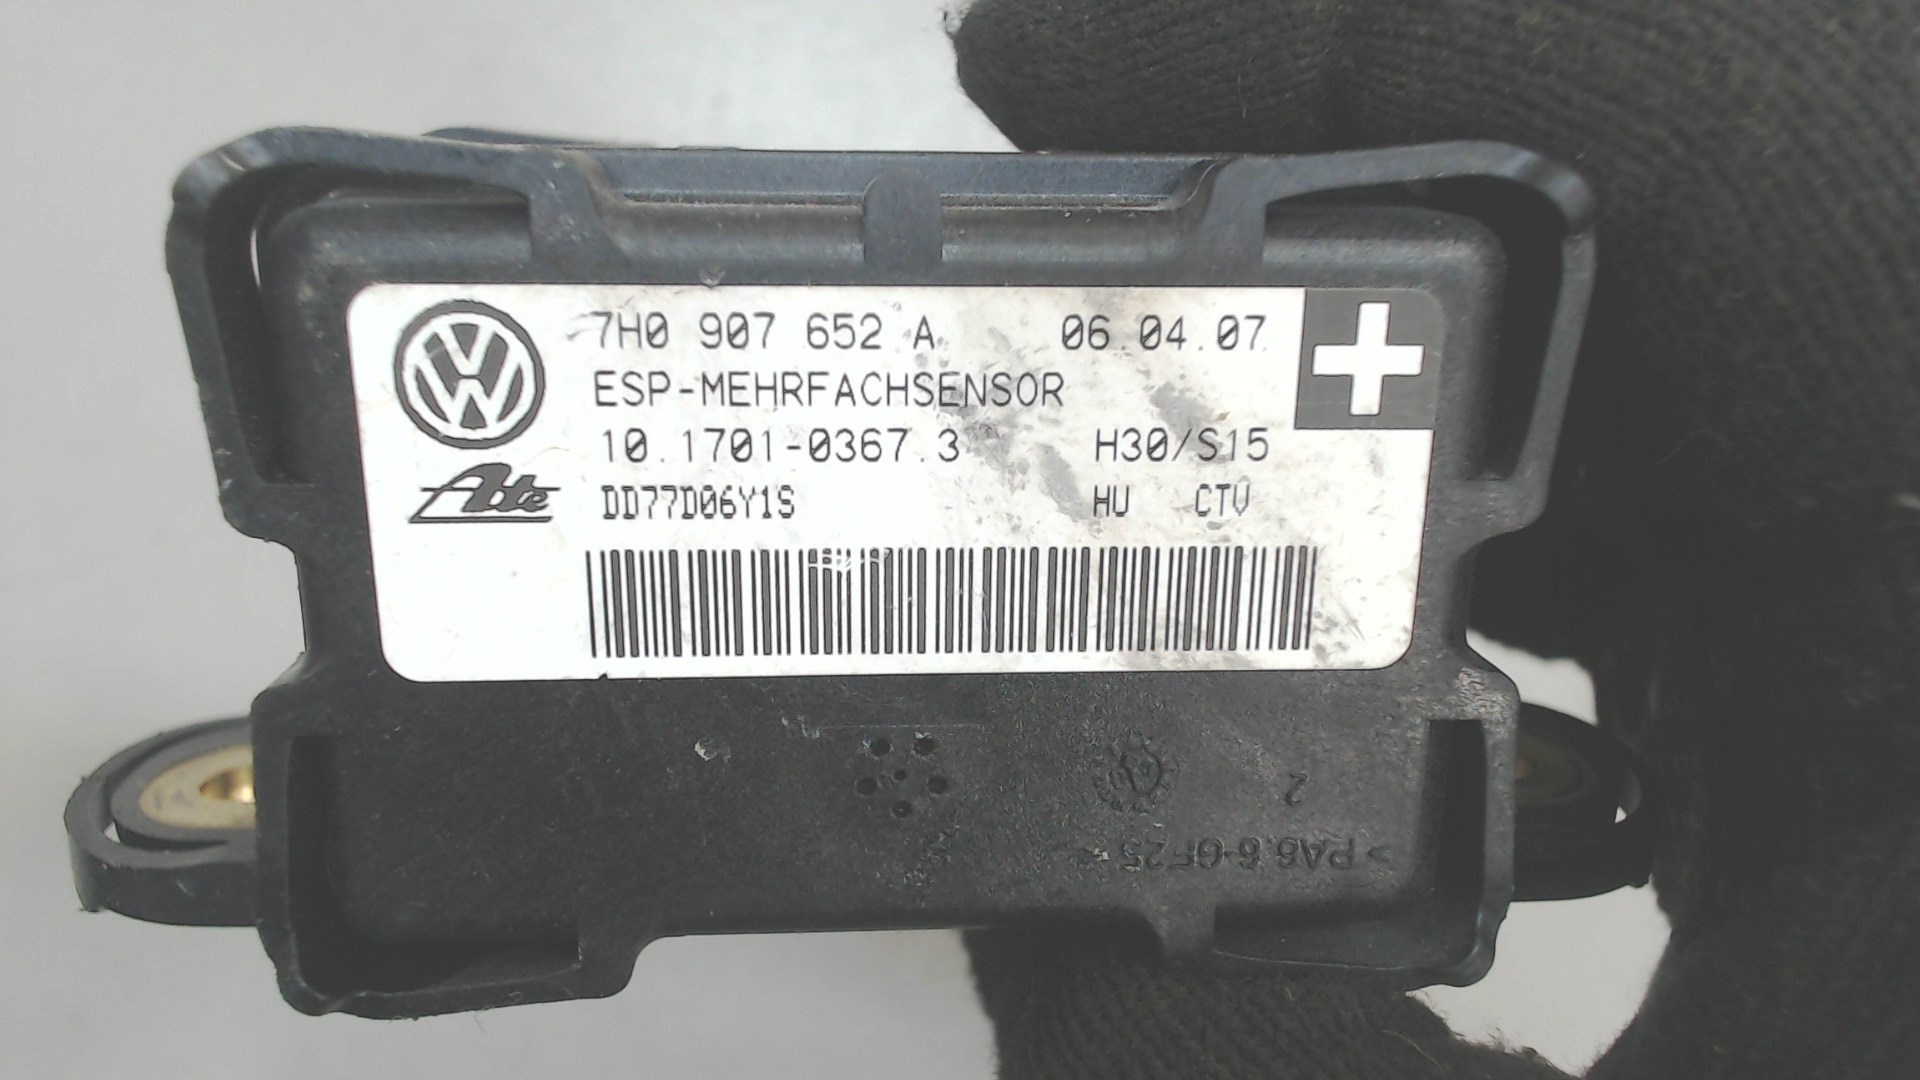 7H0 907 652 A 06.04.07
ESP-MEHRFACHSENSOR
10.1701-0367.3 H30/S15
Ate DD77D06Y1S HU CTV
2
>PA6.6-GF25